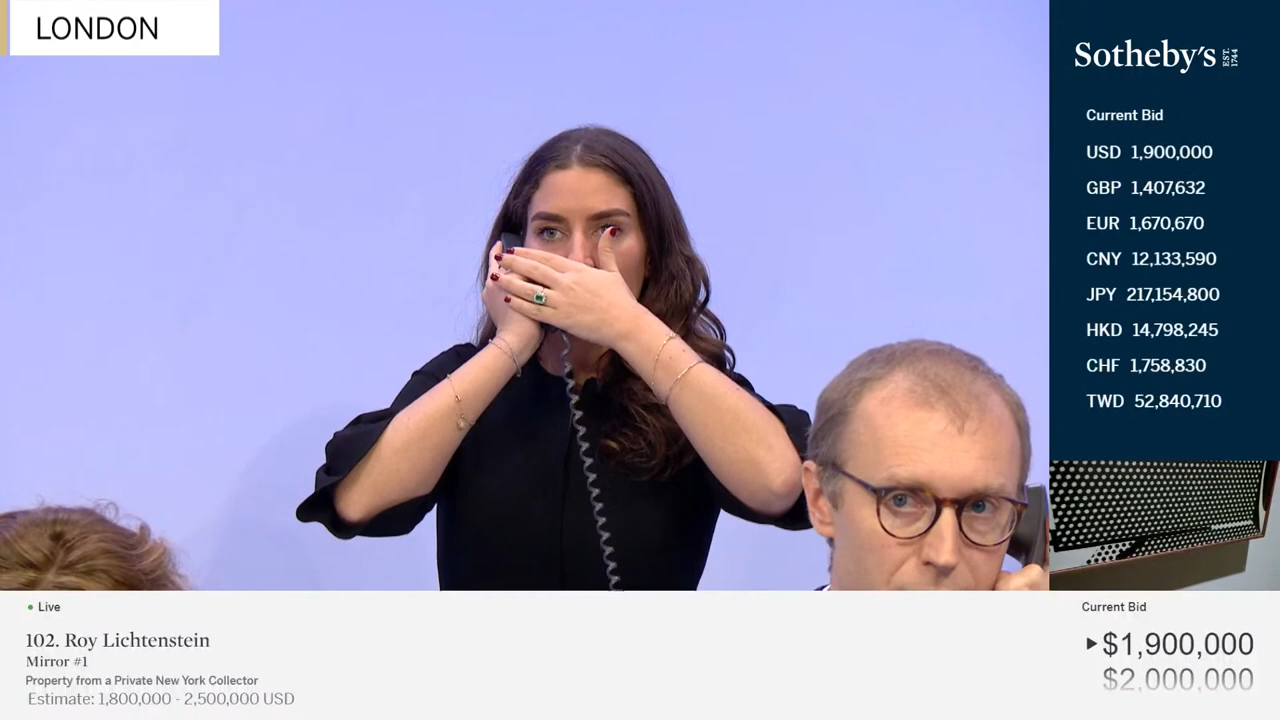 LONDON
Sotheby's EST. 1744
Current Bid
USD 1,900,000
GBP 1,407,632
EUR 1,670,670
CNY 12,133,590
JPY 217,154,800
HKD 14,798,245
CHF 1,758,830
TWD 52,840,710
Live
102. Roy Lichtenstein
Mirror #1
Property from a Private New York Collector
Estimate: 1,800,000 - 2,500,000 USD
Current Bid
$1,900,000
$2,000,000